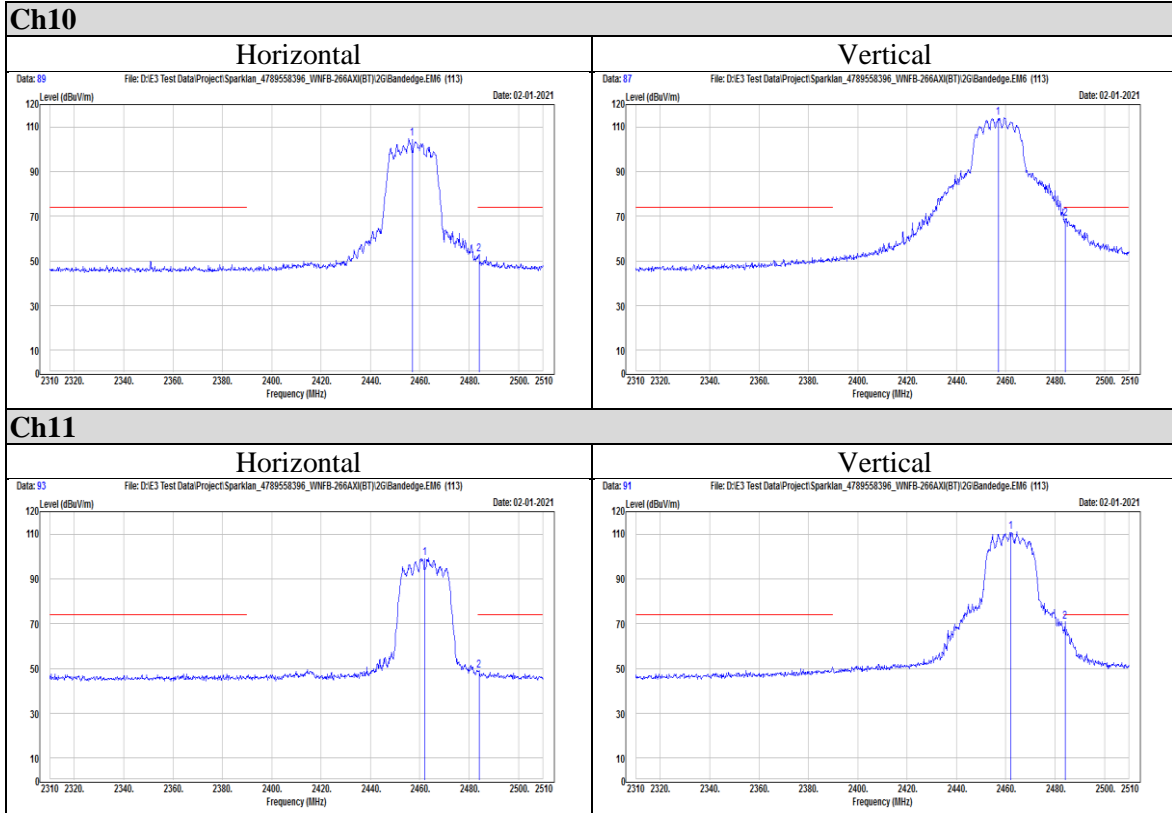 Ch10
Horizontal Vertical
Data: 89 File: D:\E3 Test Data\Project\Sparklan_4789558396_WNFB-266AXI(BT)\2G\Bandedge.EM6 (113)
120 Level (dBuV/m) Date: 02-01-2021
110
90
70
50
30
10
0
1
2
2310 2320. 2340. 2360. 2380. 2400. 2420. 2440. 2460. 2480. 2500. 2510
Frequency (MHz)
Data: 87 File: D:\E3 Test Data\Project\Sparklan_4789558396_WNFB-266AXI(BT)\2G\Bandedge.EM6 (113)
120 Level (dBuV/m) Date: 02-01-2021
110
90
70
50
30
10
0
1
2
2310 2320. 2340. 2360. 2380. 2400. 2420. 2440. 2460. 2480. 2500. 2510
Frequency (MHz)
Ch11
Horizontal Vertical
Data: 93 File: D:\E3 Test Data\Project\Sparklan_4789558396_WNFB-266AXI(BT)\2G\Bandedge.EM6 (113)
120 Level (dBuV/m) Date: 02-01-2021
110
90
70
50
30
10
0
1
2
2310 2320. 2340. 2360. 2380. 2400. 2420. 2440. 2460. 2480. 2500. 2510
Frequency (MHz)
Data: 91 File: D:\E3 Test Data\Project\Sparklan_4789558396_WNFB-266AXI(BT)\2G\Bandedge.EM6 (113)
120 Level (dBuV/m) Date: 02-01-2021
110
90
70
50
30
10
0
1
2
2310 2320. 2340. 2360. 2380. 2400. 2420. 2440. 2460. 2480. 2500. 2510
Frequency (MHz)